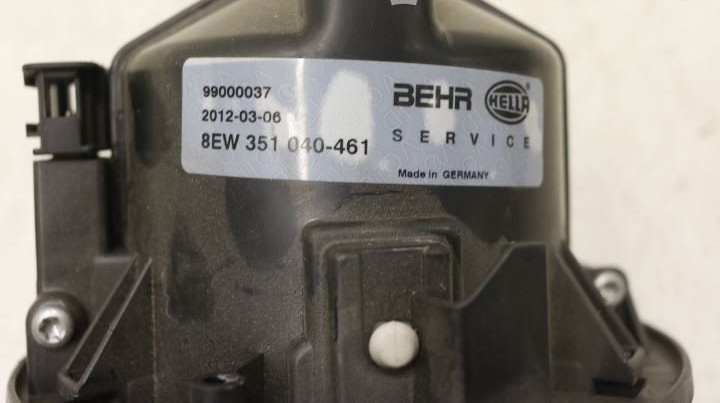 99000037
2012-03-06
8EW 351 040-461
BEHR HELLA
SERVICE
Made in GERMANY